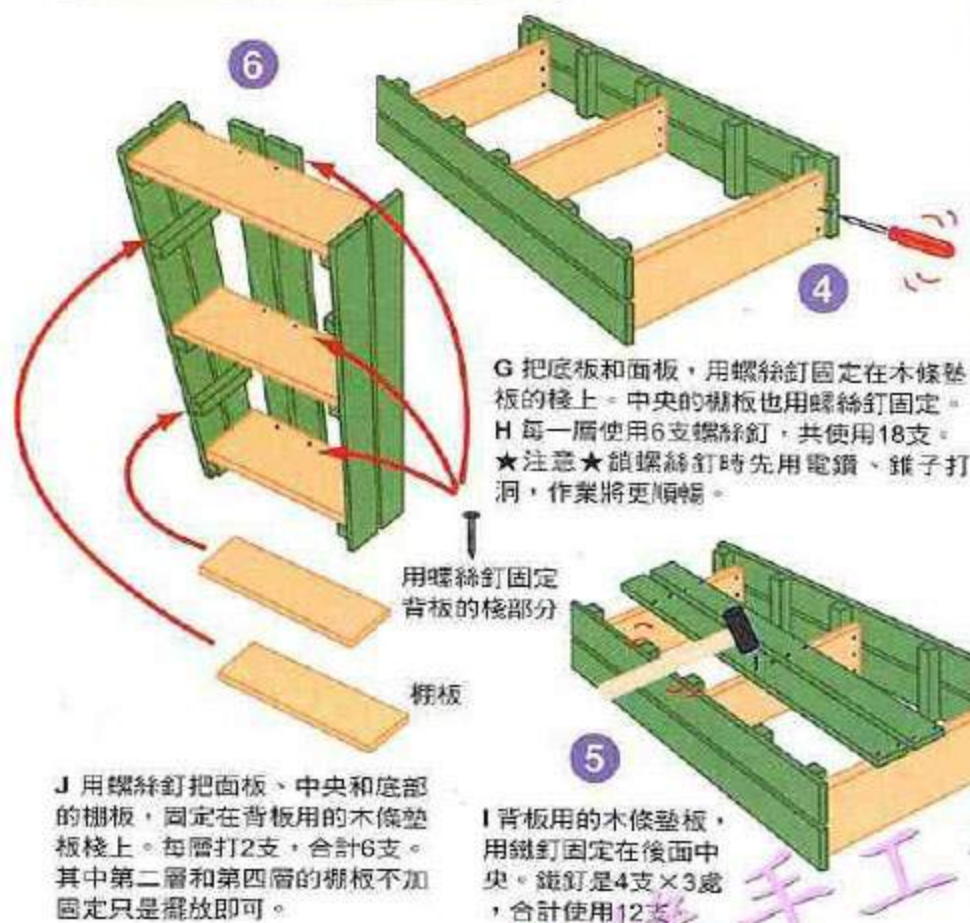 6
4
G 把底板和面板，用螺絲釘固定在木條墊
板的棧上。中央的棚板也用螺絲釘固定。
H 每一層使用6支螺絲釘，共使用18支。
★注意★鎖螺絲釘時先用電鑽、錐子打
洞，作業將更順暢。
用螺絲釘固定
背板的棧部分
棚板
5
J 用螺絲釘把面板、中央和底部
的棚板，固定在背板用的木條墊
板棧上。每層打2支，合計6支。
其中第二層和第四層的棚板不加
固定只是擺放即可。
I 背板用的木條墊板，
用鐵釘固定在後面中
央。鐵釘是4支×3處
，合計使用12支
手工